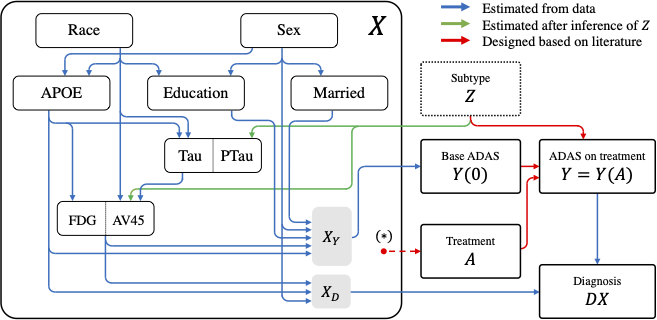 Race
Sex
X
Estimated from data
Estimated after inference of Z
Designed based on literature
APOE
Education
Married
Subtype
Z
Tau
PTau
Base ADAS
Y(0)
ADAS on treatment
Y = Y(A)
FDG
AV45
X_Y
(*)
Treatment
A
X_D
Diagnosis
DX